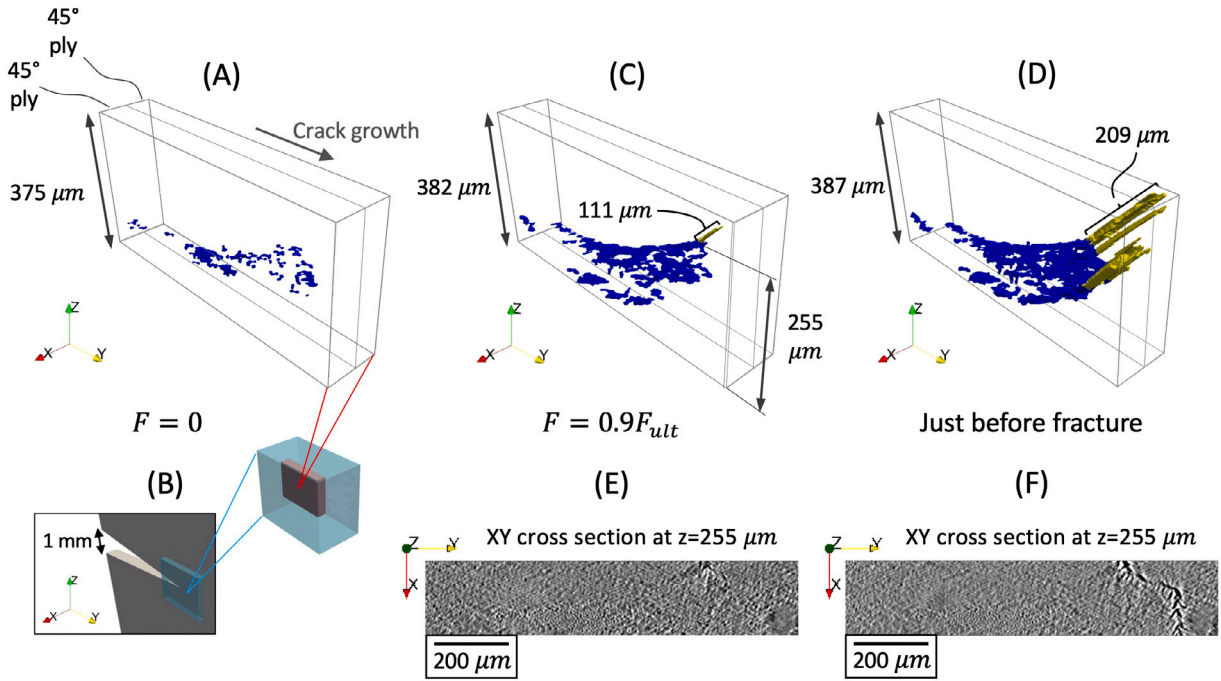 45°
ply
45°
ply
(A)
(C)
(D)
Crack growth
375 μm
382 μm
111 μm
387 μm
209 μm
255
μm
Z
X
Y
Z
X
Y
Z
X
Y
F = 0
F = 0.9F_ult
Just before fracture
(B)
(E)
(F)
1 mm
Z
X
Y
Z
Y
X
XY cross section at z=255 μm
Z
Y
X
XY cross section at z=255 μm
200 μm
200 μm